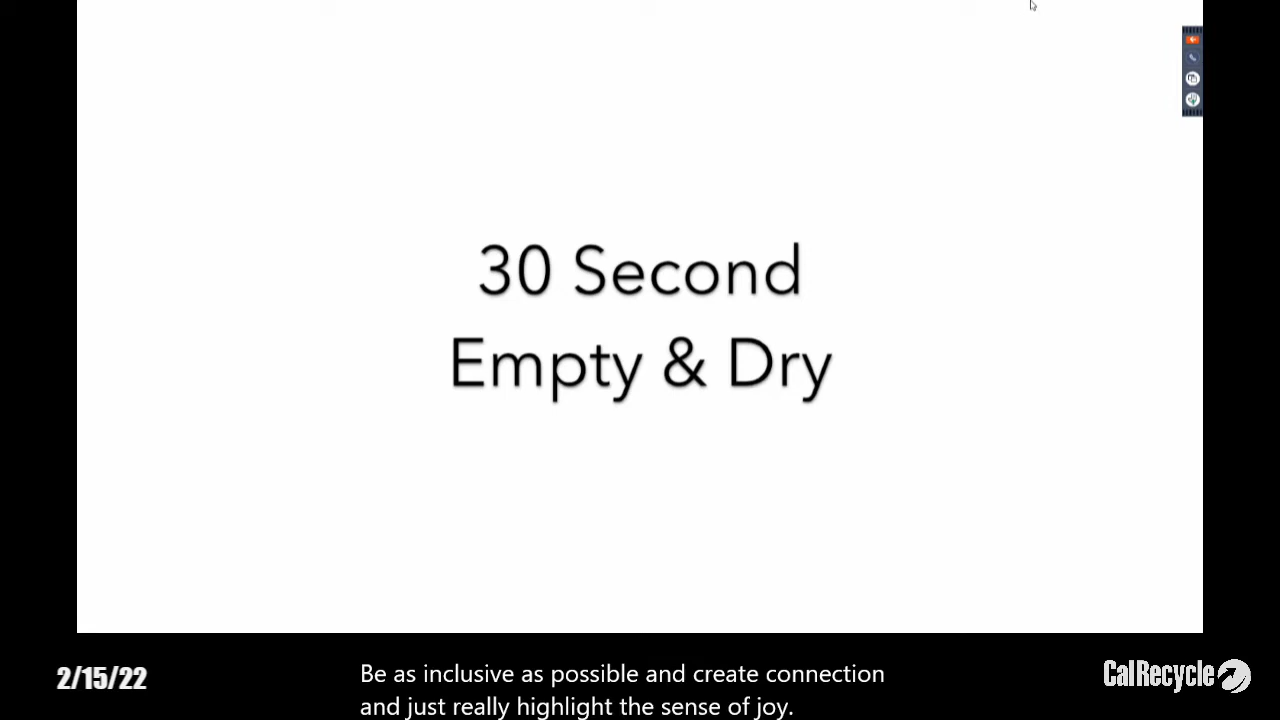 30 Second
Empty & Dry
2/15/22
Be as inclusive as possible and create connection
and just really highlight the sense of joy.
CalRecycle